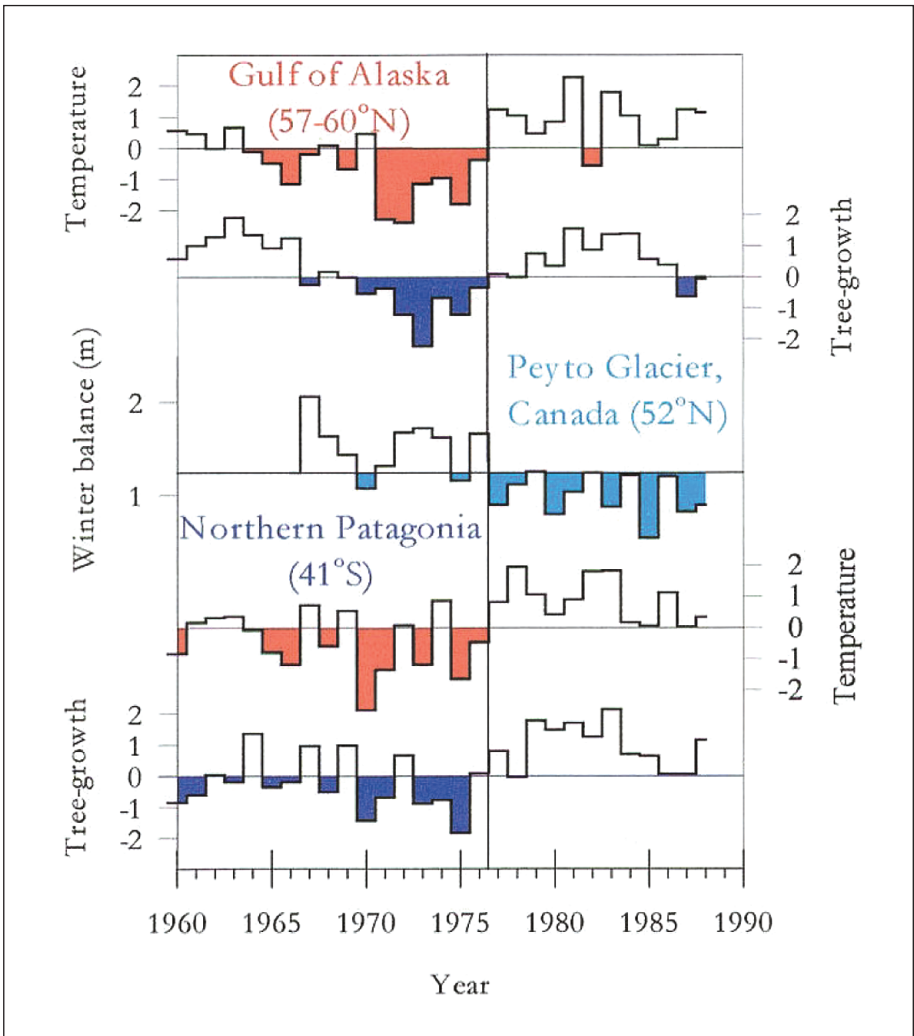 Gulf of Alaska
(57-60°N)
Temperature
2
1
0
-1
-2
2
1
0
-1
-2
Tree-growth
Peyto Glacier,
Canada (52°N)
Winter balance (m)
2
1
Northern Patagonia
(41°S)
2
1
0
-1
-2
Temperature
Tree-growth
2
1
0
-1
-2
1960 1965 1970 1975 1980 1985 1990
Year